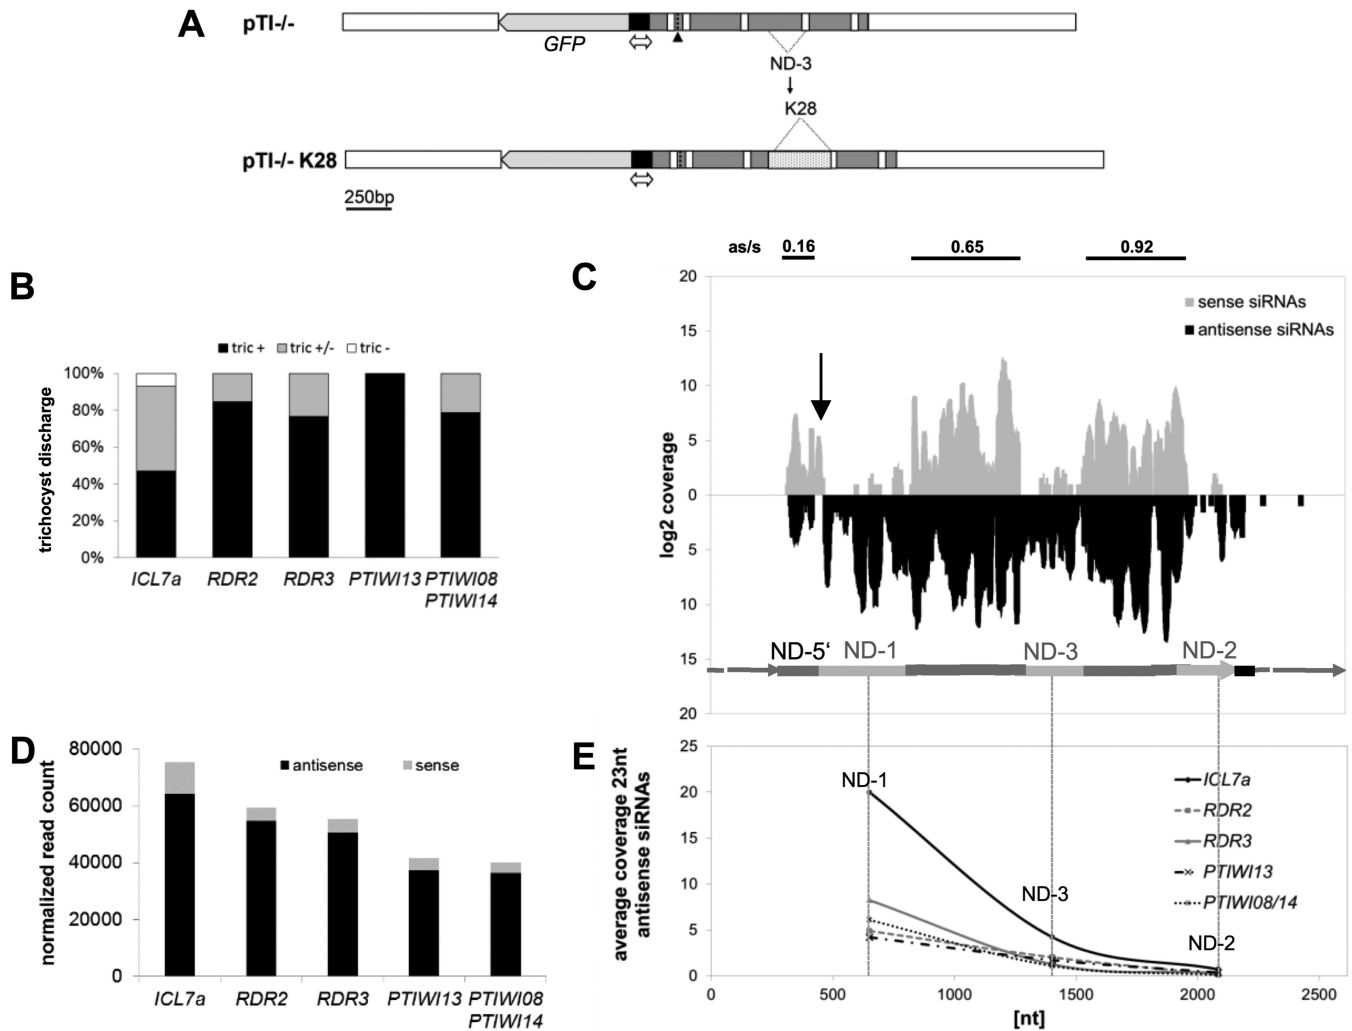 A
pTI-/-
GFP
ND-3
K28
pTI-/- K28
250bp
B
tric + tric +/- tric -
trichocyst discharge
100%
80%
60%
40%
20%
0%
ICL7a RDR2 RDR3 PTIWI13 PTIWI08
PTIWI14
C
as/s 0.16 0.65 0.92
sense siRNAs
antisense siRNAs
log2 coverage
20
15
10
5
0
5
10
15
20
ND-5‘ ND-1 ND-3 ND-2
D
normalized read count
antisense sense
80000
60000
40000
20000
0
ICL7a RDR2 RDR3 PTIWI13 PTIWI08
PTIWI14
E
average coverage 23nt
antisense siRNAs
25
20
15
10
5
0
ND-1
ND-3
ND-2
ICL7a
RDR2
RDR3
PTIWI13
PTIWI08/14
0 500 1000 1500 2000 2500
[nt]